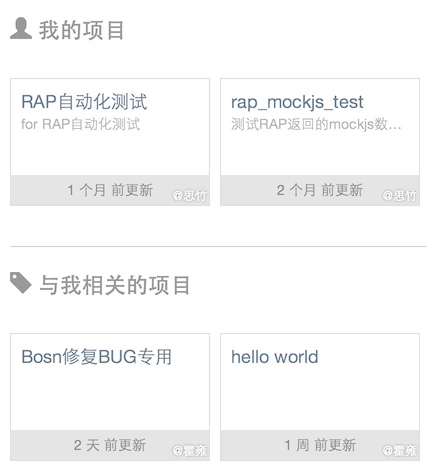 我的项目
RAP自动化测试
for RAP自动化测试
1 个月 前更新
@思竹
rap_mockjs_test
测试RAP返回的mockjs数…
2 个月 前更新
@思竹
与我相关的项目
Bosn修复BUG专用
2 天 前更新
@霍雍
hello world
1 周 前更新
@霍雍